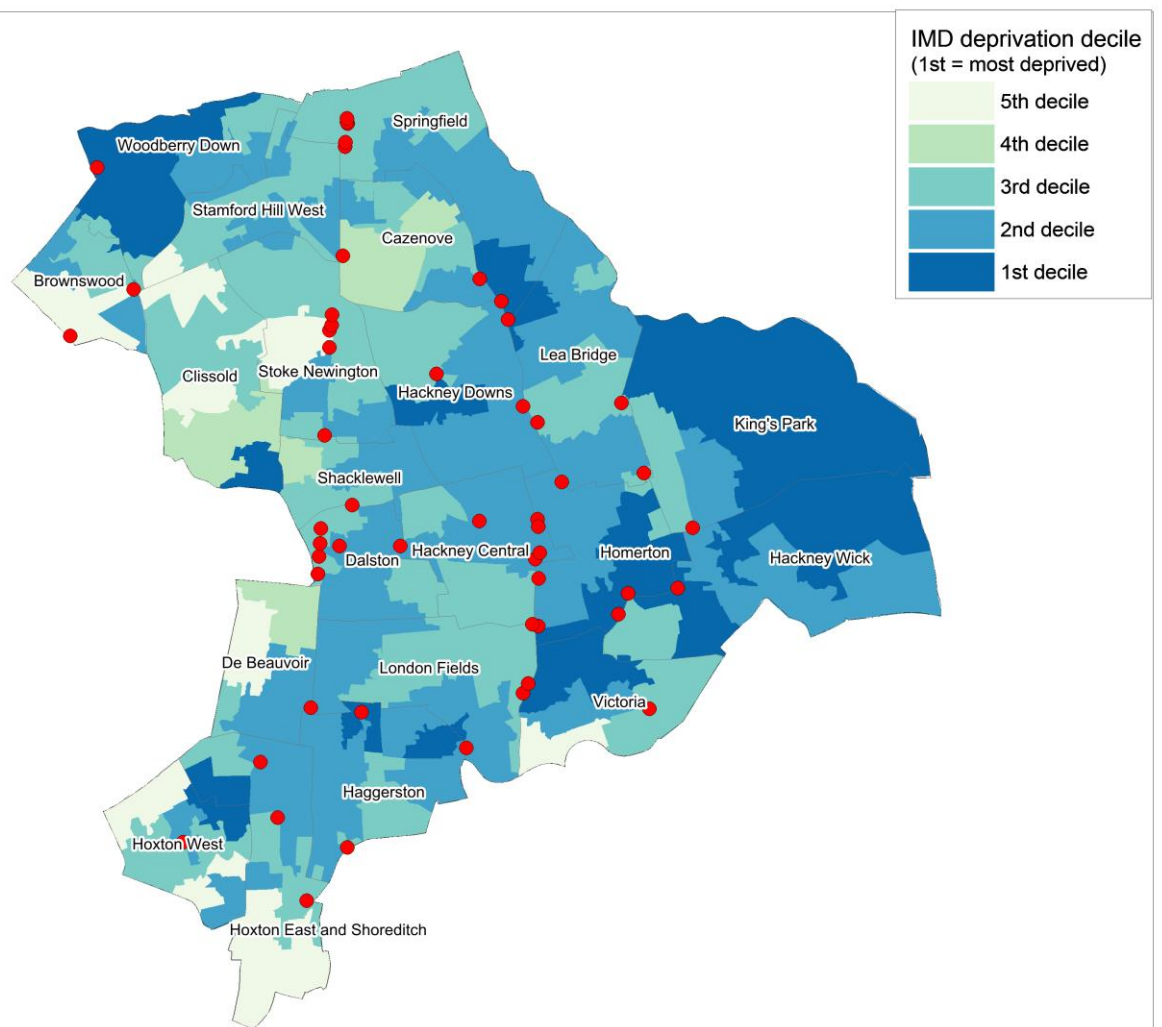 IMD deprivation decile
(1st = most deprived)
5th decile
4th decile
3rd decile
2nd decile
1st decile
Springfield
Woodberry Down
Stamford Hill West
Cazenove
Brownswood
Lea Bridge
Clissold
Stoke Newington
Hackney Downs
King's Park
Shacklewell
Dalston
Hackney Central
Homerton
Hackney Wick
De Beauvoir
London Fields
Victoria
Haggerston
Hoxton West
Hoxton East and Shoreditch